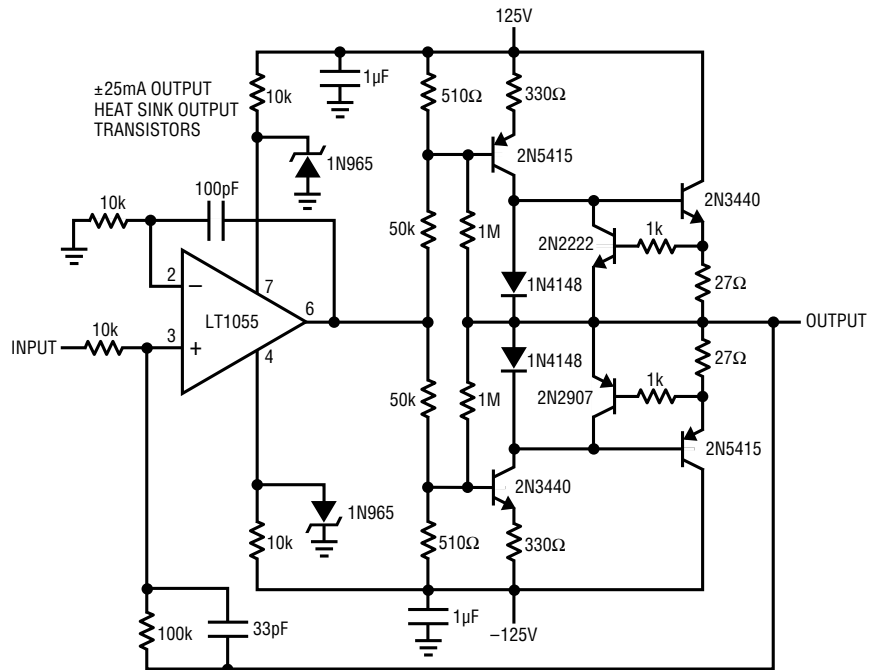 125V
±25mA OUTPUT
HEAT SINK OUTPUT
TRANSISTORS
10k
1µF
510Ω
330Ω
1N965
2N5415
2N3440
10k
100pF
50k
1M
2N2222
1k
1N4148
27Ω
2
7
LT1055
6
INPUT
10k
3
4
OUTPUT
50k
1M
1N4148
27Ω
2N2907
1k
2N5415
1N965
2N3440
10k
510Ω
330Ω
1µF
–125V
100k
33pF